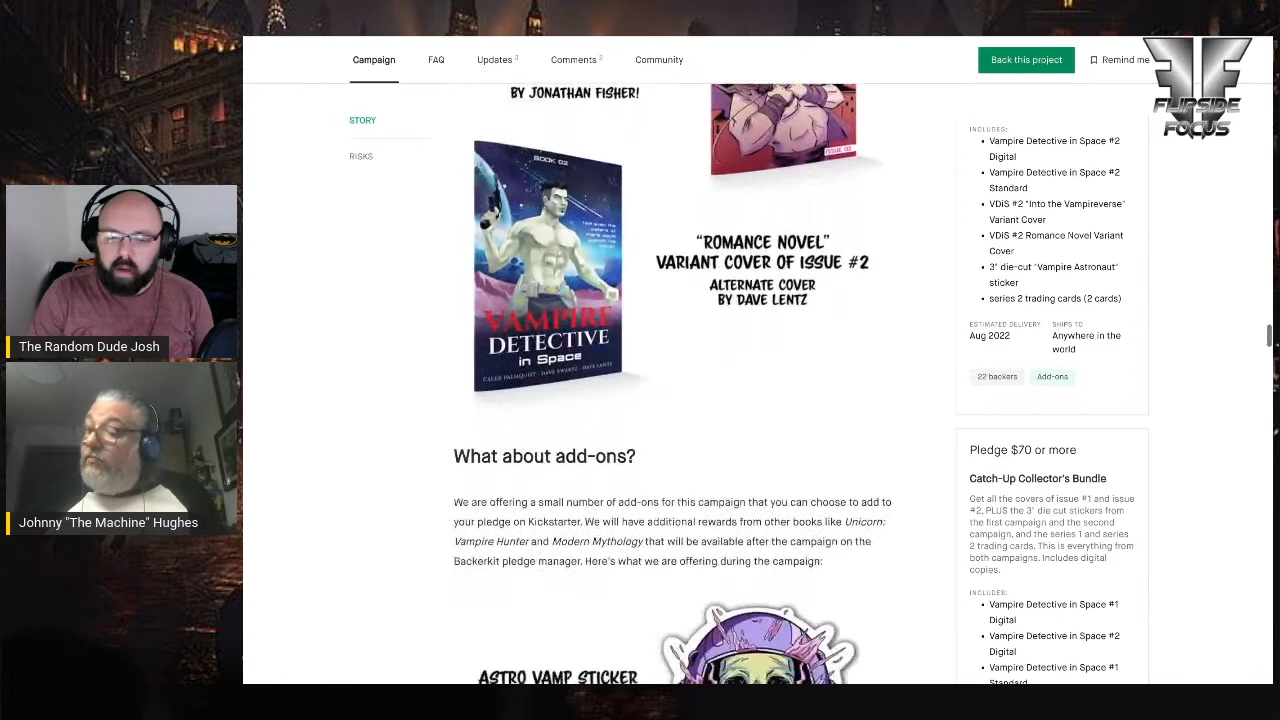 Campaign
FAQ
Updates 3
Comments 2
Community
Back this project
Remind me
FLIPSIDE
FOCUS
STORY
RISKS
BY JONATHAN FISHER!
ISSUE 02
BOOK 02
VAMPIRE
DETECTIVE
in Space
CALEB PALMQUIST · DAVE SWARTZ · DAVE LENTZ
"ROMANCE NOVEL"
VARIANT COVER OF ISSUE #2
ALTERNATE COVER
BY DAVE LENTZ
What about add-ons?
We are offering a small number of add-ons for this campaign that you can choose to add to
your pledge on Kickstarter. We will have additional rewards from other books like Unicorn:
Vampire Hunter and Modern Mythology that will be available after the campaign on the
Backerkit pledge manager. Here's what we are offering during the campaign:
ASTRO VAMP STICKER
INCLUDES:
• Vampire Detective in Space #2
Digital
• Vampire Detective in Space #2
Standard
• VDiS #2 "Into the Vampireverse"
Variant Cover
• VDiS #2 Romance Novel Variant
Cover
• 3" die-cut "Vampire Astronaut"
sticker
• series 2 trading cards (2 cards)
ESTIMATED DELIVERY
Aug 2022
SHIPS TO
Anywhere in the
world
22 backers
Add-ons
Pledge $70 or more
Catch-Up Collector's Bundle
Get all the covers of issue #1 and issue
#2, PLUS the 3" die cut stickers from
the first campaign and the second
campaign, and the series 1 and series
2 trading cards. This is everything from
both campaigns. Includes digital
copies.
INCLUDES:
• Vampire Detective in Space #1
Digital
• Vampire Detective in Space #2
Digital
• Vampire Detective in Space #1
Standard
The Random Dude Josh
Johnny "The Machine" Hughes